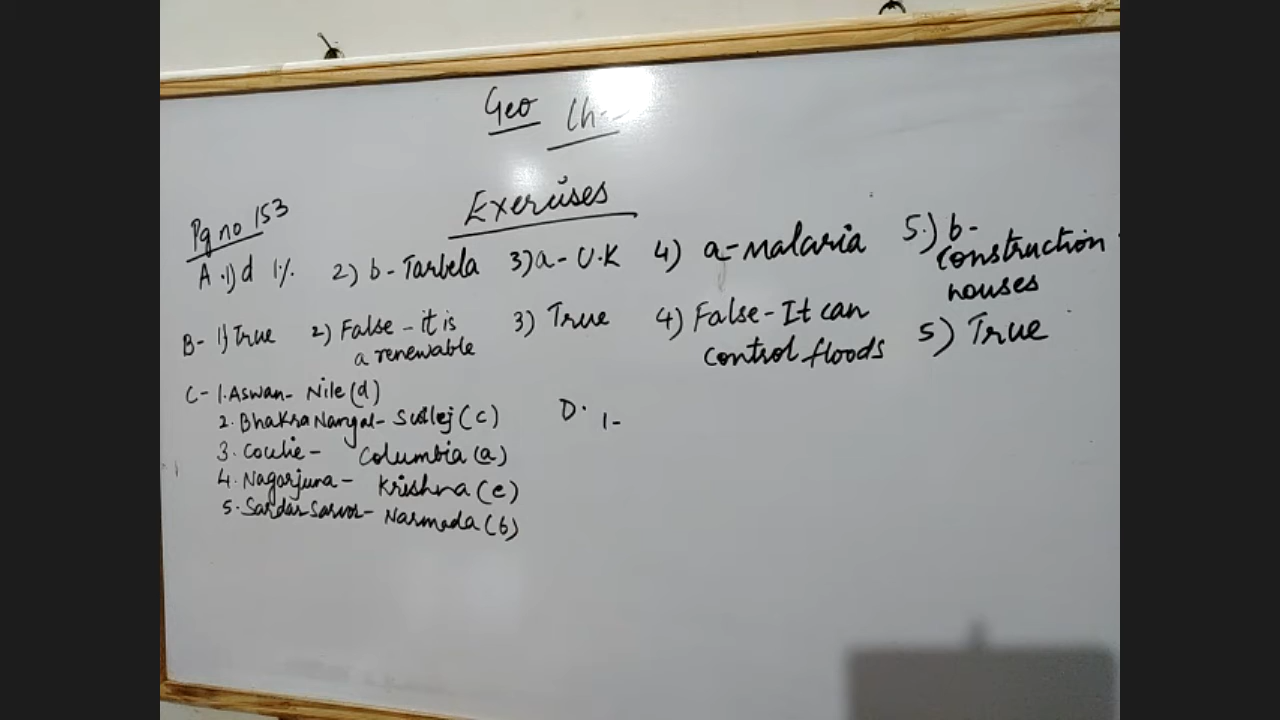 Geo Ch-
Exercises
Pg no 153
A.1) d 1%. 2) b - Tarbela 3) a - U.K 4) a - Malaria 5.) b -
construction
houses
B- 1) True 2) False - it is 3) True 4) False - It can 5) True
a renewable
control floods
C- 1. Aswan - Nile (d)
2. Bhakra Nangal - Sutlej (c)
3. Coulie - Columbia (a)
4. Nagarjuna - Krishna (e)
5. Sardar Sarvor - Narmada (b)
D. 1-